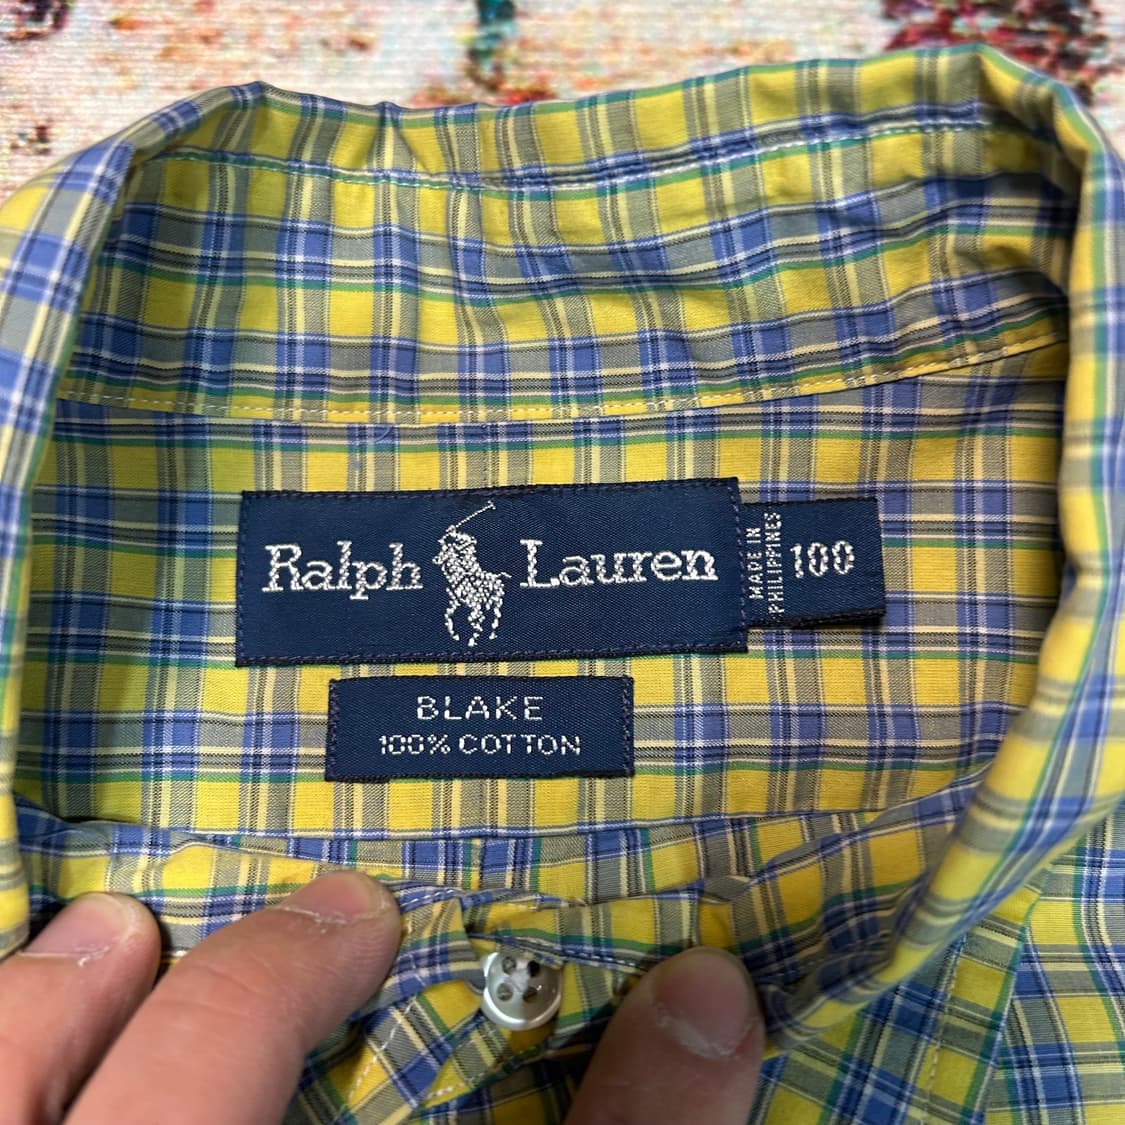 Ralph Lauren
MADE IN
PHILIPPINES
100
BLAKE
100% COTTON